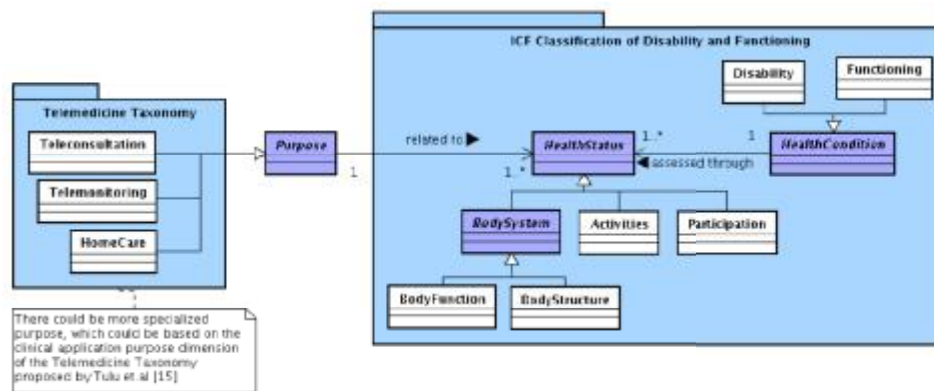 ICF Classification of Disability and Functioning
Disability
Functioning
Telemedicine Taxonomy
Teleconsultation
Purpose
related to
HealthStatus
1..*
1
HealthCondition
1
1..*
assessed through
Telemonitoring
HomeCare
BodySystem
Activities
Participation
BodyFunction
BodyStructure
There could be more specialized
purpose, which could be based on the
clinical application purpose dimension
of the Telemedicine Taxonomy
proposed by Tulu et.al [15]